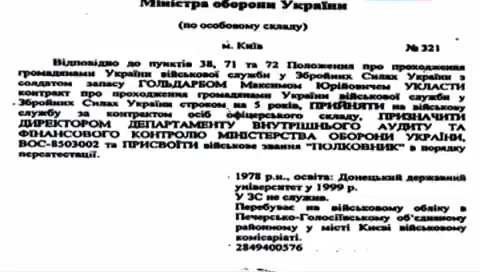 Міністра оборони України
(по особовому складу)
м. Київ № 321
Відповідно до пунктів 38, 71 та 72 Положення про проходження
громадянами України військової служби у Збройних Силах України з
солдатом запасу ГОЛЬДАРБОМ Максимом Юрійовичем УКЛАСТИ
контракт про проходження громадянами України військової служби у
Збройних Силах України строком на 5 років, ПРИЙНЯТИ на військову
службу за контрактом осіб офіцерського складу, ПРИЗНАЧИТИ
ДИРЕКТОРОМ ДЕПАРТАМЕНТУ ВНУТРІШНЬОГО АУДИТУ ТА
ФІНАНСОВОГО КОНТРОЛЮ МІНІСТЕРСТВА ОБОРОНИ УКРАЇНИ,
ВОС-8503002 та ПРИСВОЇТИ військове звання "ПОЛКОВНИК" в порядку
переатестації.
1978 р.н., освіта: Донецький державний
університет у 1999 р.
У ЗС не служив.
Перебуває на військовому обліку в
Печерсько-Голосіївському об'єднаному
районному у місті Києві військовому
комісаріаті.
2849400576